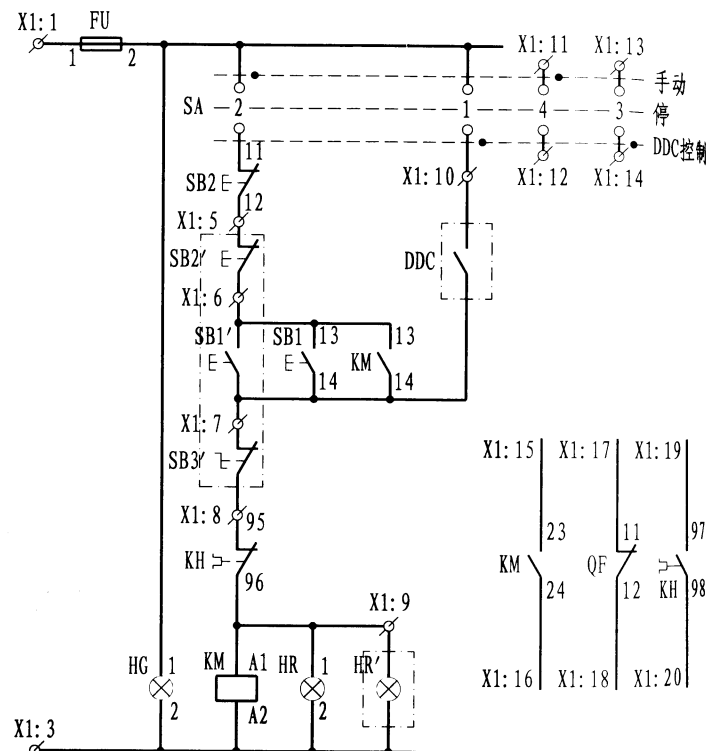 X1:1 FU
1 2
X1:11 X1:13
手动
SA 2 1 4 3 停
DDC控制
11
SB2 X1:10 X1:12 X1:14
12
X1:5
SB2′ DDC
X1:6
SB1′ SB1 13 13
KM
14 14
X1:7
SB3′ X1:15 X1:17 X1:19
X1:8 95
23 11 97
KH KM QF KH
96 24 12 98
X1:9
HG 1 KM A1 HR 1 HR′
2 A2 2
X1:16 X1:18 X1:20
X1:3